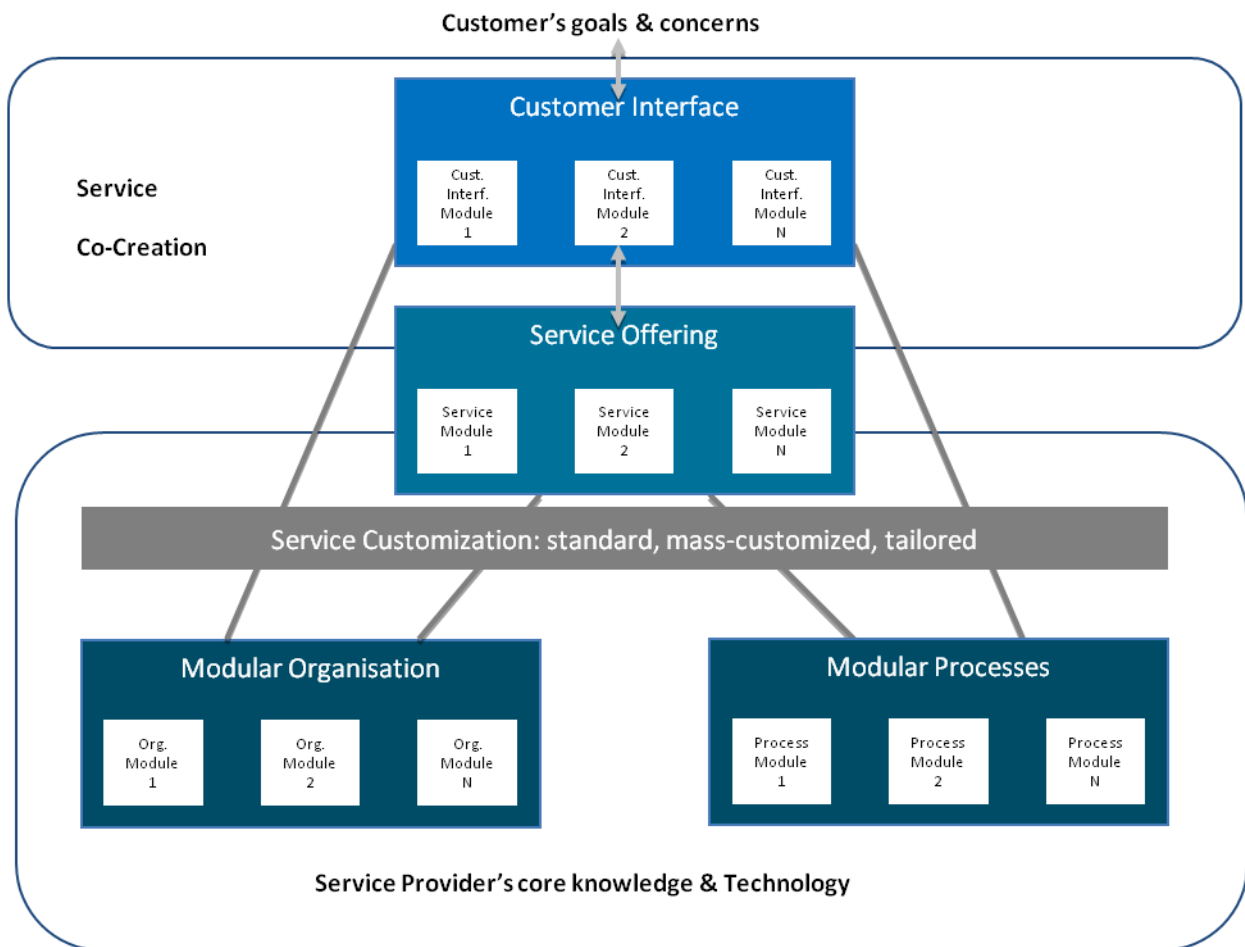 Customer’s goals & concerns
Customer Interface
Cust.
Interf.
Module
1
Cust.
Interf.
Module
2
Cust.
Interf.
Module
N
Service
Co-Creation
Service Offering
Service
Module
1
Service
Module
2
Service
Module
N
Service Customization: standard, mass-customized, tailored
Modular Organisation
Org.
Module
1
Org.
Module
2
Org.
Module
N
Modular Processes
Process
Module
1
Process
Module
2
Process
Module
N
Service Provider’s core knowledge & Technology